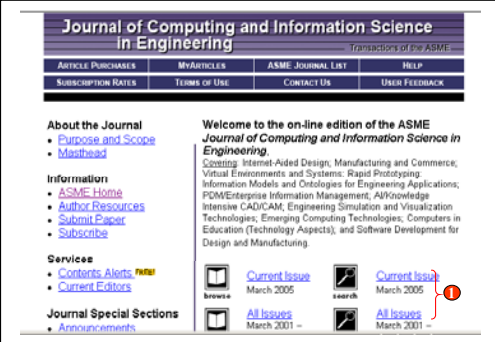 Journal of Computing and Information Science
in Engineering
Transactions of the ASME
ARTICLE PURCHASES MYARTICLES ASME JOURNAL LIST HELP
SUBSCRIPTION RATES TERMS OF USE CONTACT US USER FEEDBACK
About the Journal
• Purpose and Scope
• Masthead
Information
• ASME Home
• Author Resources
• Submit Paper
• Subscribe
Services
• Contents Alerts FREE!
• Current Editors
Journal Special Sections
• Announcements
Welcome to the on-line edition of the ASME
Journal of Computing and Information Science in
Engineering.
Covering: Internet-Aided Design; Manufacturing and Commerce;
Virtual Environments and Systems: Rapid Prototyping:
Information Models and Ontologies for Engineering Applications;
PDM/Enterprise Information Management; AI/Knowledge
Intensive CAD/CAM; Engineering Simulation and Visualization
Technologies; Emerging Computing Technologies; Computers in
Education (Technology Aspects); and Software Development for
Design and Manufacturing.
browse
Current Issue
March 2005
search
Current Issue
March 2005
1
All Issues
March 2001 –
All Issues
March 2001 –